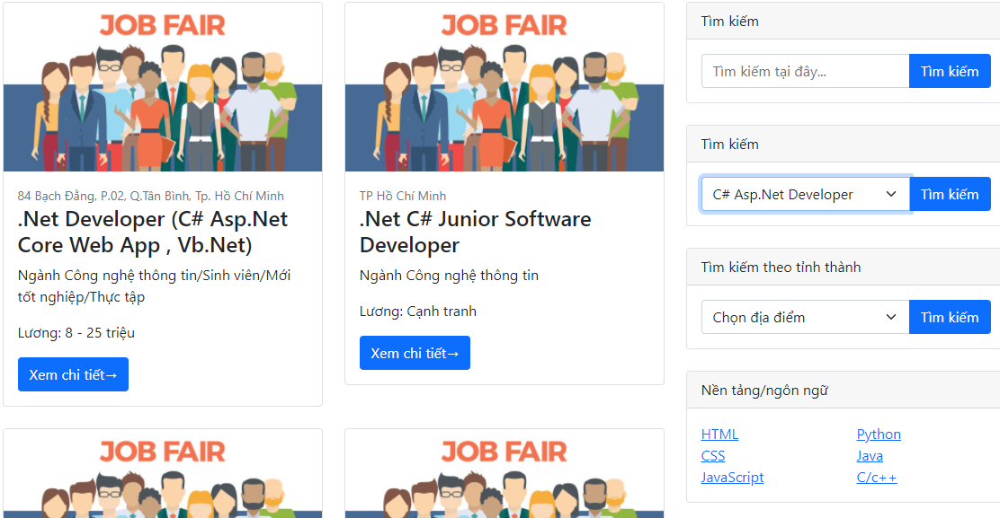 JOB FAIR
84 Bạch Đằng, P.02, Q.Tân Bình, Tp. Hồ Chí Minh
.Net Developer (C# Asp.Net
Core Web App , Vb.Net)
Ngành Công nghệ thông tin/Sinh viên/Mới
tốt nghiệp/Thực tập
Lương: 8 - 25 triệu
Xem chi tiết→
JOB FAIR
TP Hồ Chí Minh
.Net C# Junior Software
Developer
Ngành Công nghệ thông tin
Lương: Cạnh tranh
Xem chi tiết→
JOB FAIR
JOB FAIR
Tìm kiếm
Tìm kiếm tại đây...
Tìm kiếm
Tìm kiếm
C# Asp.Net Developer
Tìm kiếm
Tìm kiếm theo tỉnh thành
Chọn địa điểm
Tìm kiếm
Nền tảng/ngôn ngữ
HTML
CSS
JavaScript
Python
Java
C/c++